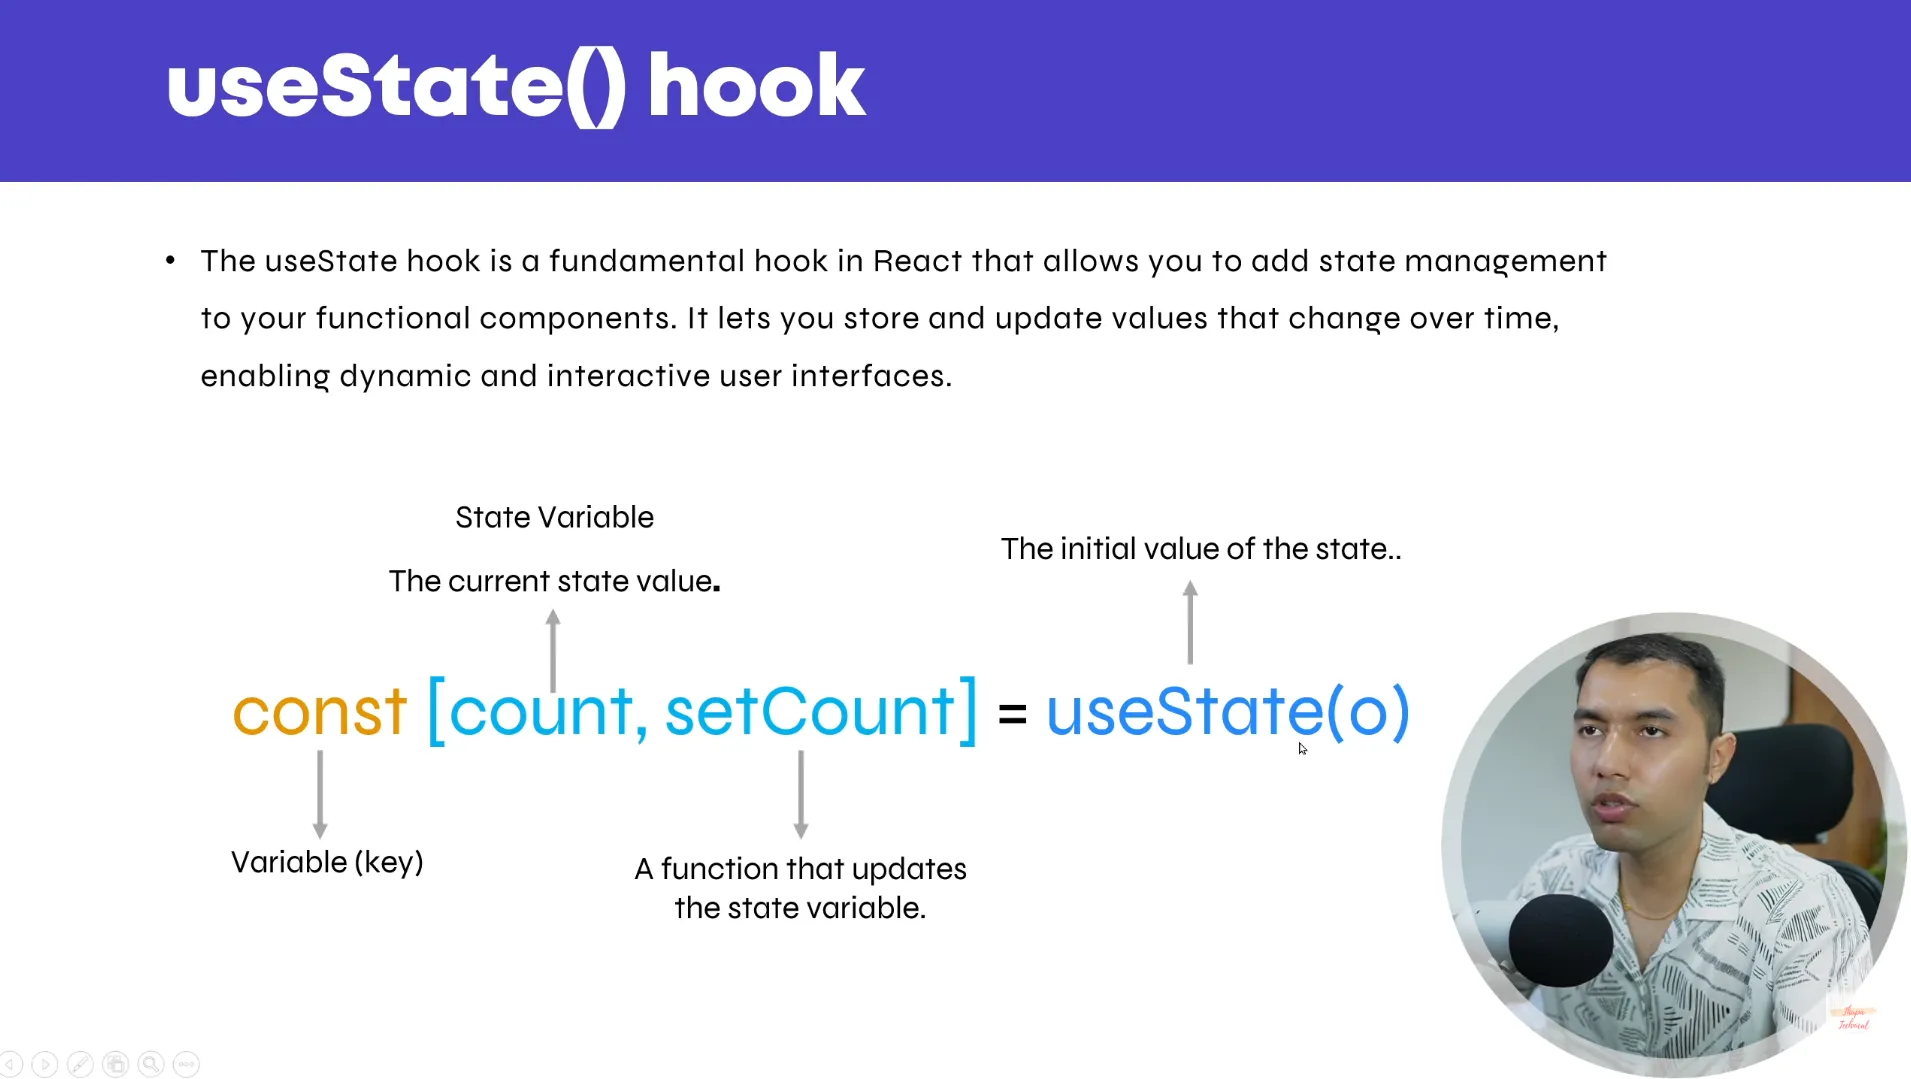 useState() hook
• The useState hook is a fundamental hook in React that allows you to add state management
to your functional components. It lets you store and update values that change over time,
enabling dynamic and interactive user interfaces.
State Variable
The current state value.
The initial value of the state..
const [count, setCount] = useState(o)
Variable (key)
A function that updates
the state variable.
Thapa
Technical